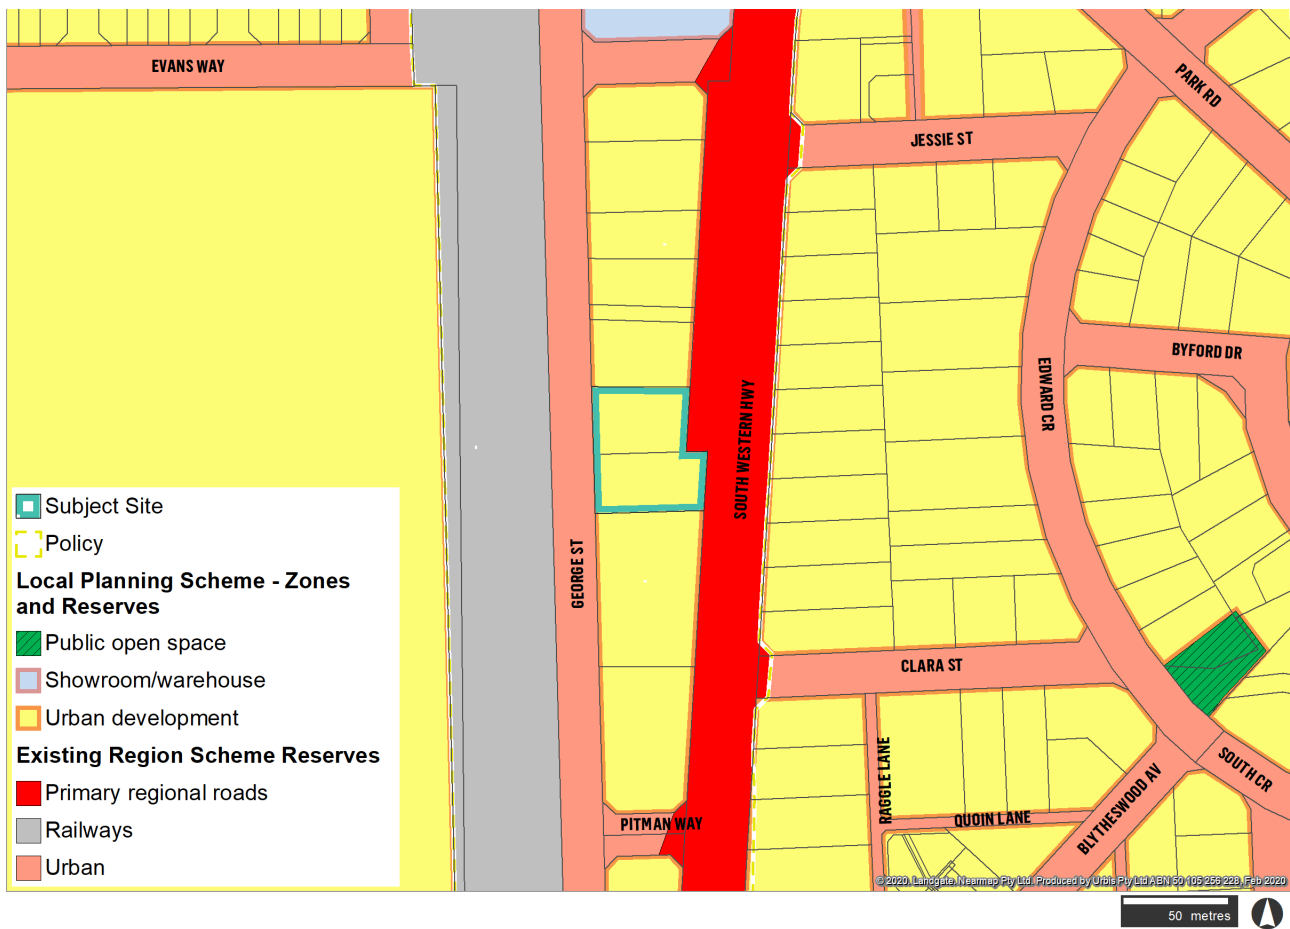 EVANS WAY
PARK RD
JESSIE ST
BYFORD DR
EDWARD CR
SOUTH WESTERN HWY
GEORGE ST
Subject Site
Policy
Local Planning Scheme - Zones
and Reserves
Public open space
Showroom/warehouse
Urban development
Existing Region Scheme Reserves
Primary regional roads
Railways
Urban
CLARA ST
RAGGLE LANE
SOUTH CR
PITMAN WAY
QUOIN LANE
BLYTHESWOOD AV
©2020. Landgate. Nearmap Pty Ltd. Produced by Urbis Pty Ltd ABN 50 105 256 228, Feb 2020
50 metres